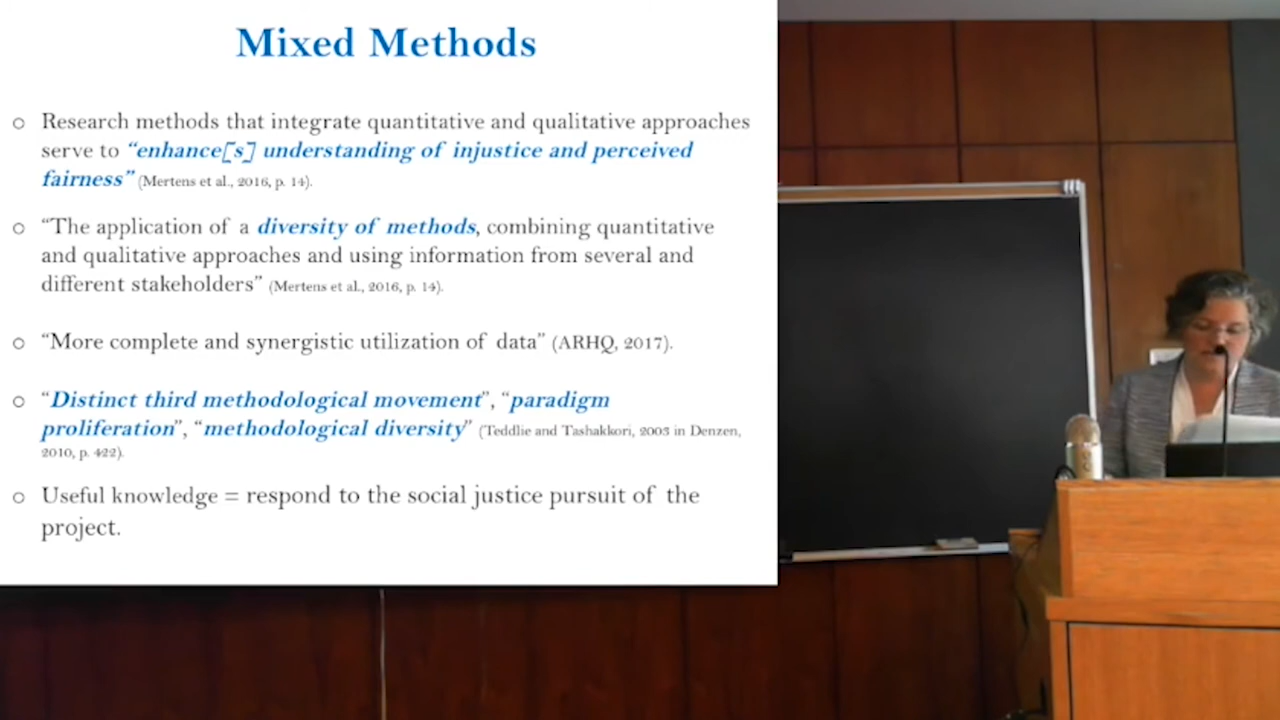 Mixed Methods
○ Research methods that integrate quantitative and qualitative approaches
serve to “enhance[s] understanding of injustice and perceived
fairness” (Mertens et al., 2016, p. 14).
○ “The application of a diversity of methods, combining quantitative
and qualitative approaches and using information from several and
different stakeholders” (Mertens et al., 2016, p. 14).
○ “More complete and synergistic utilization of data” (ARHQ, 2017).
○ “Distinct third methodological movement”, “paradigm
proliferation”, “methodological diversity” (Teddlie and Tashakkori, 2003 in Denzen,
2010, p. 422).
○ Useful knowledge = respond to the social justice pursuit of the
project.